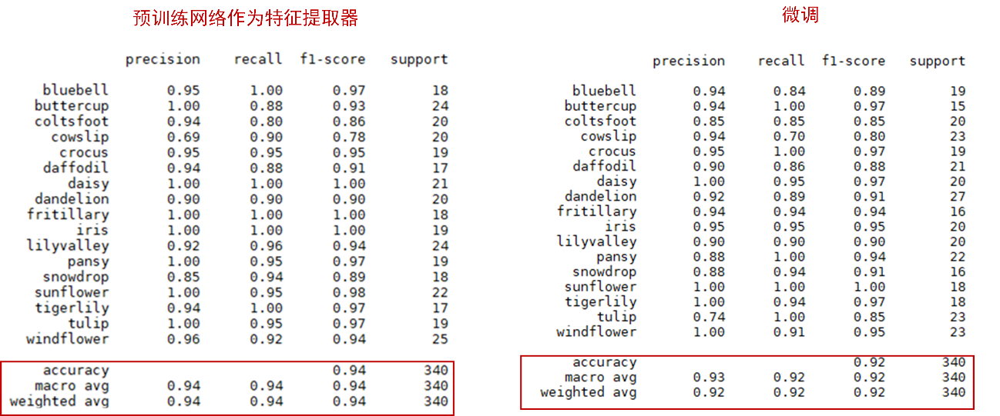 预训练网络作为特征提取器
precision recall f1-score support
bluebell 0.95 1.00 0.97 18
buttercup 1.00 0.88 0.93 24
coltsfoot 0.94 0.80 0.86 20
cowslip 0.69 0.90 0.78 20
crocus 0.95 0.95 0.95 19
daffodil 0.94 0.88 0.91 17
daisy 1.00 1.00 1.00 21
dandelion 0.90 0.90 0.90 20
fritillary 1.00 1.00 1.00 18
iris 1.00 1.00 1.00 19
lilyvalley 0.92 0.96 0.94 24
pansy 1.00 0.95 0.97 19
snowdrop 0.85 0.94 0.89 18
sunflower 1.00 0.95 0.98 22
tigerlily 0.94 1.00 0.97 17
tulip 1.00 0.95 0.97 19
windflower 0.96 0.92 0.94 25
accuracy 0.94 340
macro avg 0.94 0.94 0.94 340
weighted avg 0.94 0.94 0.94 340
微调
precision recall f1-score support
bluebell 0.94 0.84 0.89 19
buttercup 0.94 1.00 0.97 15
coltsfoot 0.85 0.85 0.85 20
cowslip 0.94 0.70 0.80 23
crocus 0.95 1.00 0.97 19
daffodil 0.90 0.86 0.88 21
daisy 1.00 0.95 0.97 20
dandelion 0.92 0.89 0.91 27
fritillary 0.94 0.94 0.94 16
iris 0.95 0.95 0.95 20
lilyvalley 0.90 0.90 0.90 20
pansy 0.88 1.00 0.94 22
snowdrop 0.88 0.94 0.91 16
sunflower 1.00 1.00 1.00 18
tigerlily 1.00 0.94 0.97 18
tulip 0.74 1.00 0.85 23
windflower 1.00 0.91 0.95 23
accuracy 0.92 340
macro avg 0.93 0.92 0.92 340
weighted avg 0.92 0.92 0.92 340